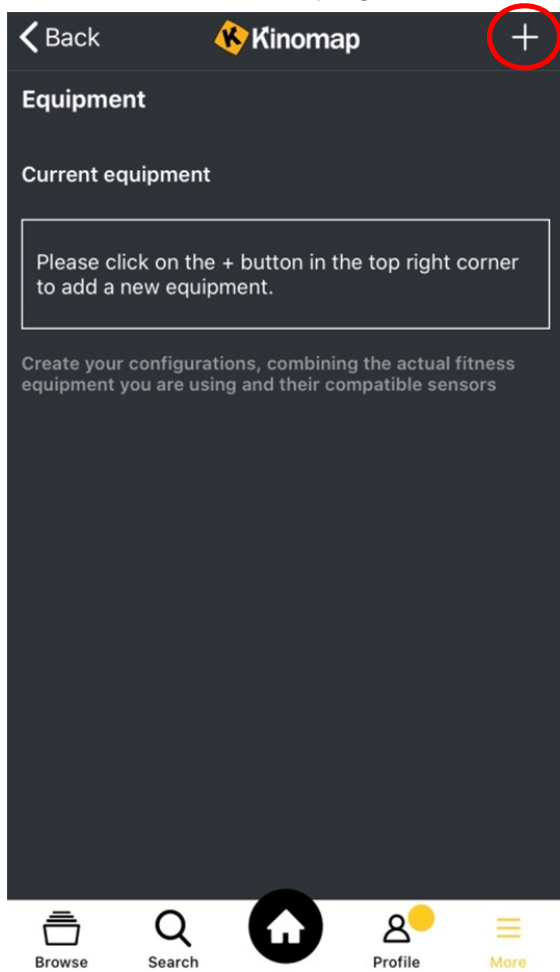 Back
Kinomap
+
Equipment
Current equipment
Please click on the + button in the top right corner
to add a new equipment.
Create your configurations, combining the actual fitness
equipment you are using and their compatible sensors
Browse
Search
Profile
More